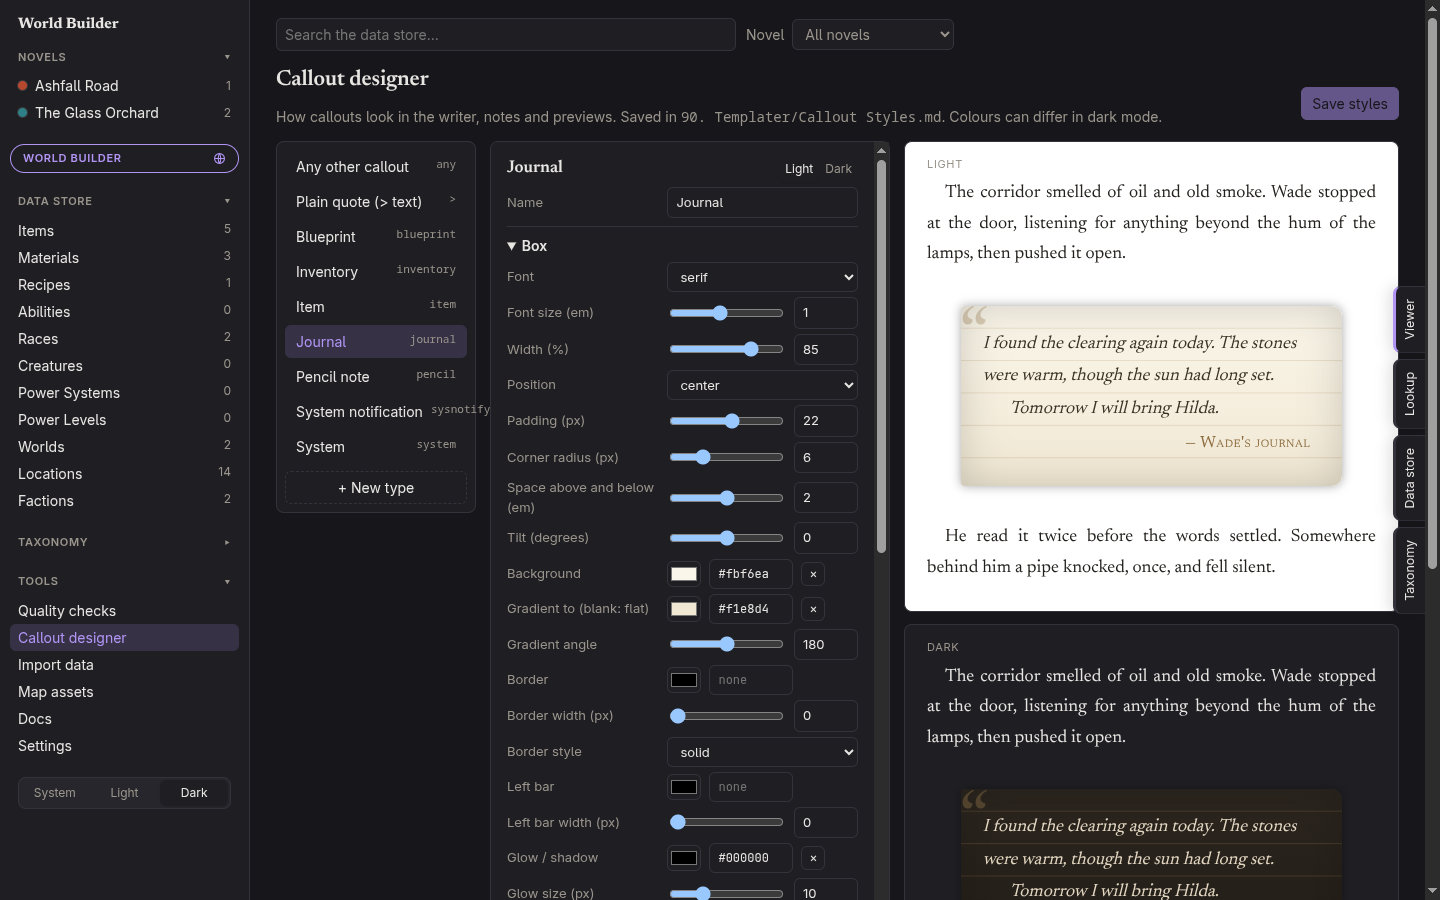 World Builder
NOVELS
Ashfall Road 1
The Glass Orchard 2
WORLD BUILDER
DATA STORE
Items 5
Materials 3
Recipes 1
Abilities 0
Races 2
Creatures 0
Power Systems 0
Power Levels 0
Worlds 2
Locations 14
Factions 2
TAXONOMY
TOOLS
Quality checks
Callout designer
Import data
Map assets
Docs
Settings
System Light Dark
Search the data store...
Novel All novels
Callout designer
How callouts look in the writer, notes and previews. Saved in 90. Templater/Callout Styles.md. Colours can differ in dark mode.
Save styles
Any other callout any
Plain quote (> text) >
Blueprint blueprint
Inventory inventory
Item item
Journal journal
Pencil note pencil
System notification sysnotify
System system
+ New type
Journal Light Dark
Name Journal
▼ Box
Font serif
Font size (em) 1
Width (%) 85
Position center
Padding (px) 22
Corner radius (px) 6
Space above and below
(em) 2
Tilt (degrees) 0
Background #fbf6ea ×
Gradient to (blank: flat) #f1e8d4 ×
Gradient angle 180
Border none
Border width (px) 0
Border style solid
Left bar none
Left bar width (px) 0
Glow / shadow #000000 ×
Glow size (px) 10
LIGHT
The corridor smelled of oil and old smoke. Wade stopped
at the door, listening for anything beyond the hum of the
lamps, then pushed it open.
“
I found the clearing again today. The stones
were warm, though the sun had long set.
Tomorrow I will bring Hilda.
– Wade's journal
He read it twice before the words settled. Somewhere
behind him a pipe knocked, once, and fell silent.
DARK
The corridor smelled of oil and old smoke. Wade stopped
at the door, listening for anything beyond the hum of the
lamps, then pushed it open.
“
I found the clearing again today. The stones
were warm, though the sun had long set.
Tomorrow I will bring Hilda.
Viewer
Lookup
Data store
Taxonomy